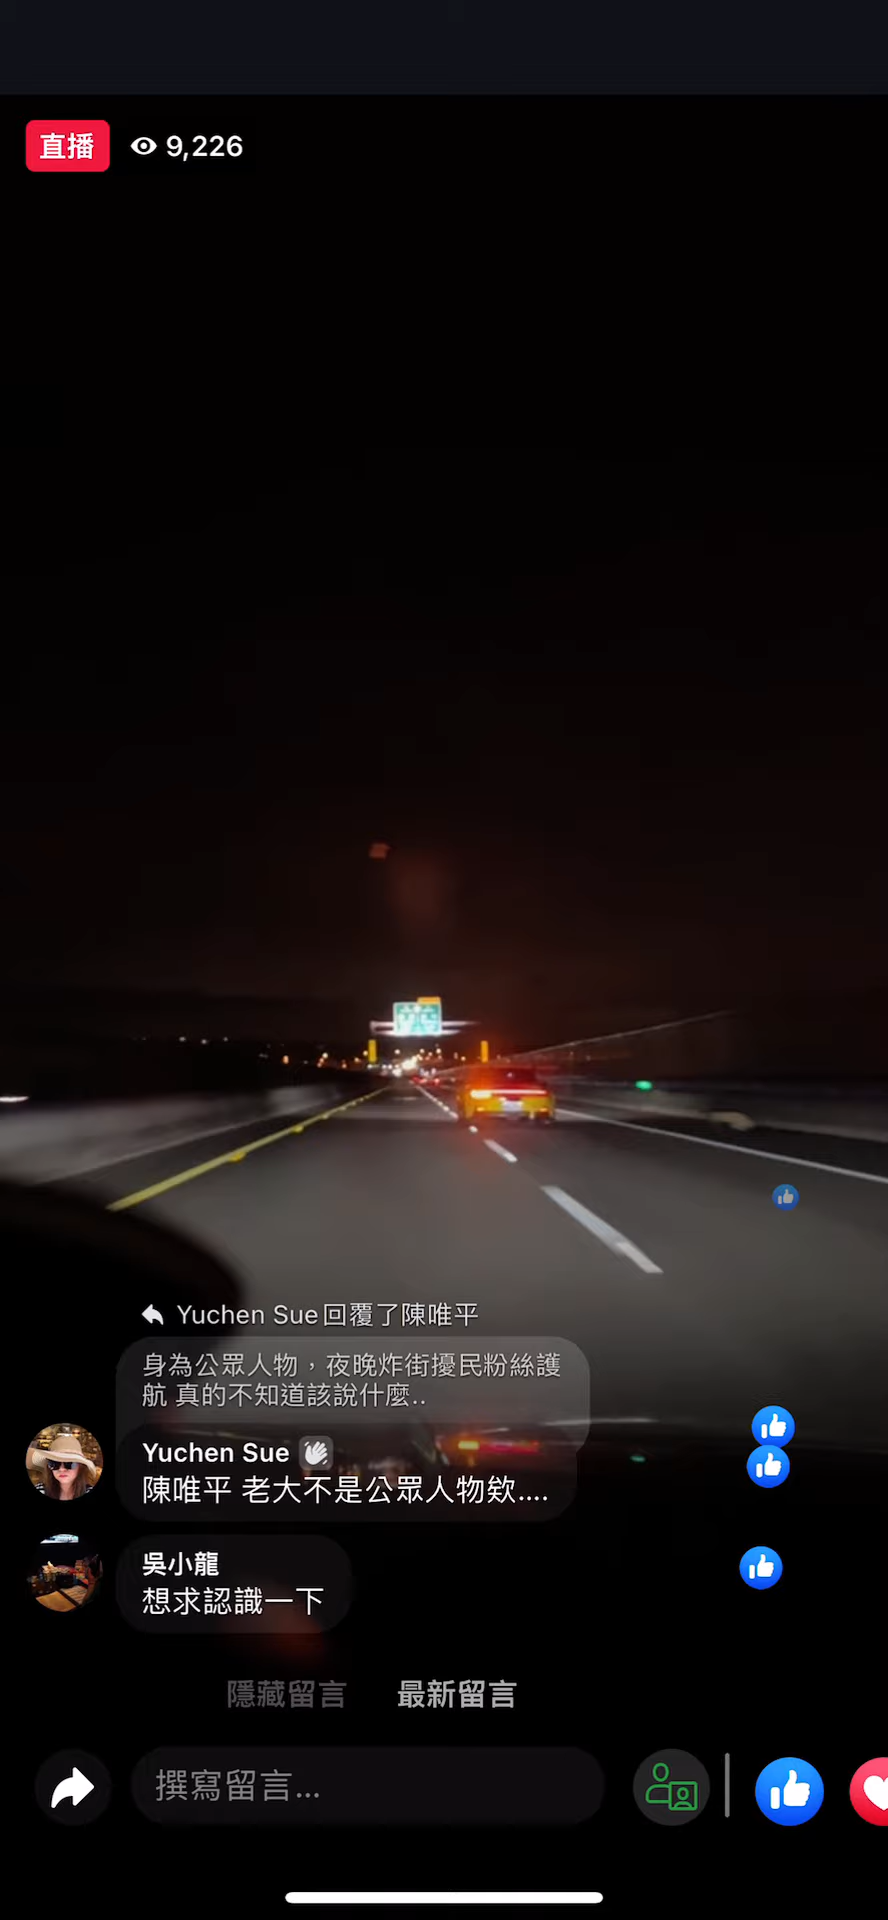 直播 9,226
Yuchen Sue回覆了陳唯平
身為公眾人物，夜晚炸街擾民粉絲護
航 真的不知道該說什麼..
Yuchen Sue
陳唯平 老大不是公眾人物欸....
吳小龍
想求認識一下
隱藏留言 最新留言
撰寫留言...